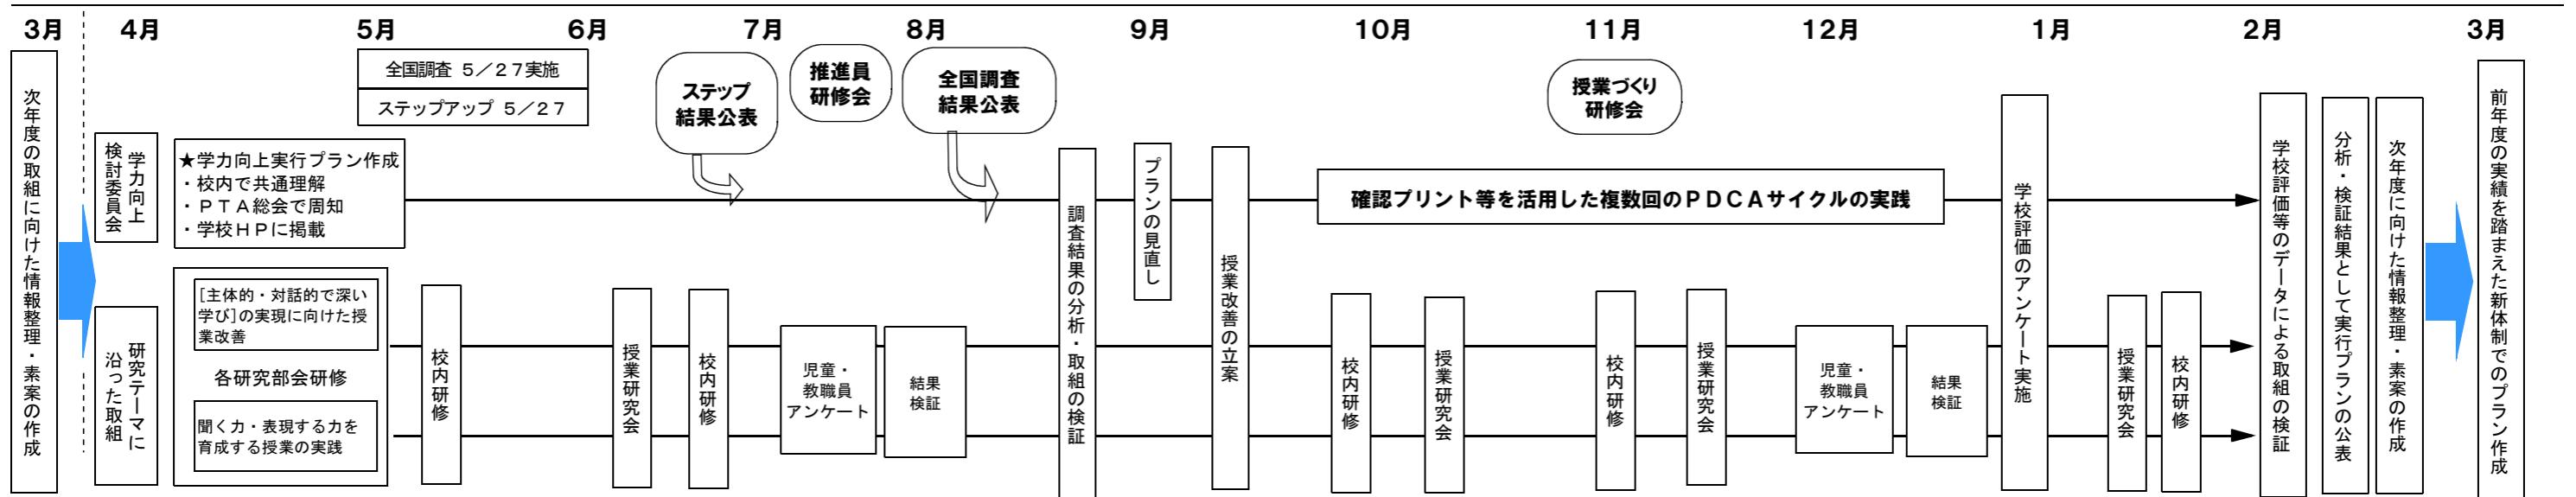 3月
4月
5月
6月
7月
8月
9月
10月
11月
12月
1月
2月
3月
次年度の取組に向けた情報整理・素案の作成
学力向上
検討委員会
研究テーマに
沿った取組
★学力向上実行プラン作成
・校内で共通理解
・PTA総会で周知
・学校HPに掲載
[主体的・対話的で深い
学び]の実現に向けた授
業改善
各研究部会研修
聞く力・表現する力を
育成する授業の実践
全国調査 5/27実施
ステップアップ 5/27
校内研修
授業研究会
ステップ
結果公表
校内研修
推進員
研修会
児童・
教職員
アンケート
全国調査
結果公表
結果
検証
調査結果の分析・取組の検証
プランの見直し
授業改善の立案
確認プリント等を活用した複数回のPDCAサイクルの実践
校内研修
授業研究会
授業づくり
研修会
校内研修
授業研究会
児童・
教職員
アンケート
結果
検証
学校評価のアンケート実施
授業研究会
校内研修
学校評価等のデータによる取組の検証
分析・検証結果として実行プランの公表
次年度に向けた情報整理・素案の作成
前年度の実績を踏まえた新体制でのプラン作成